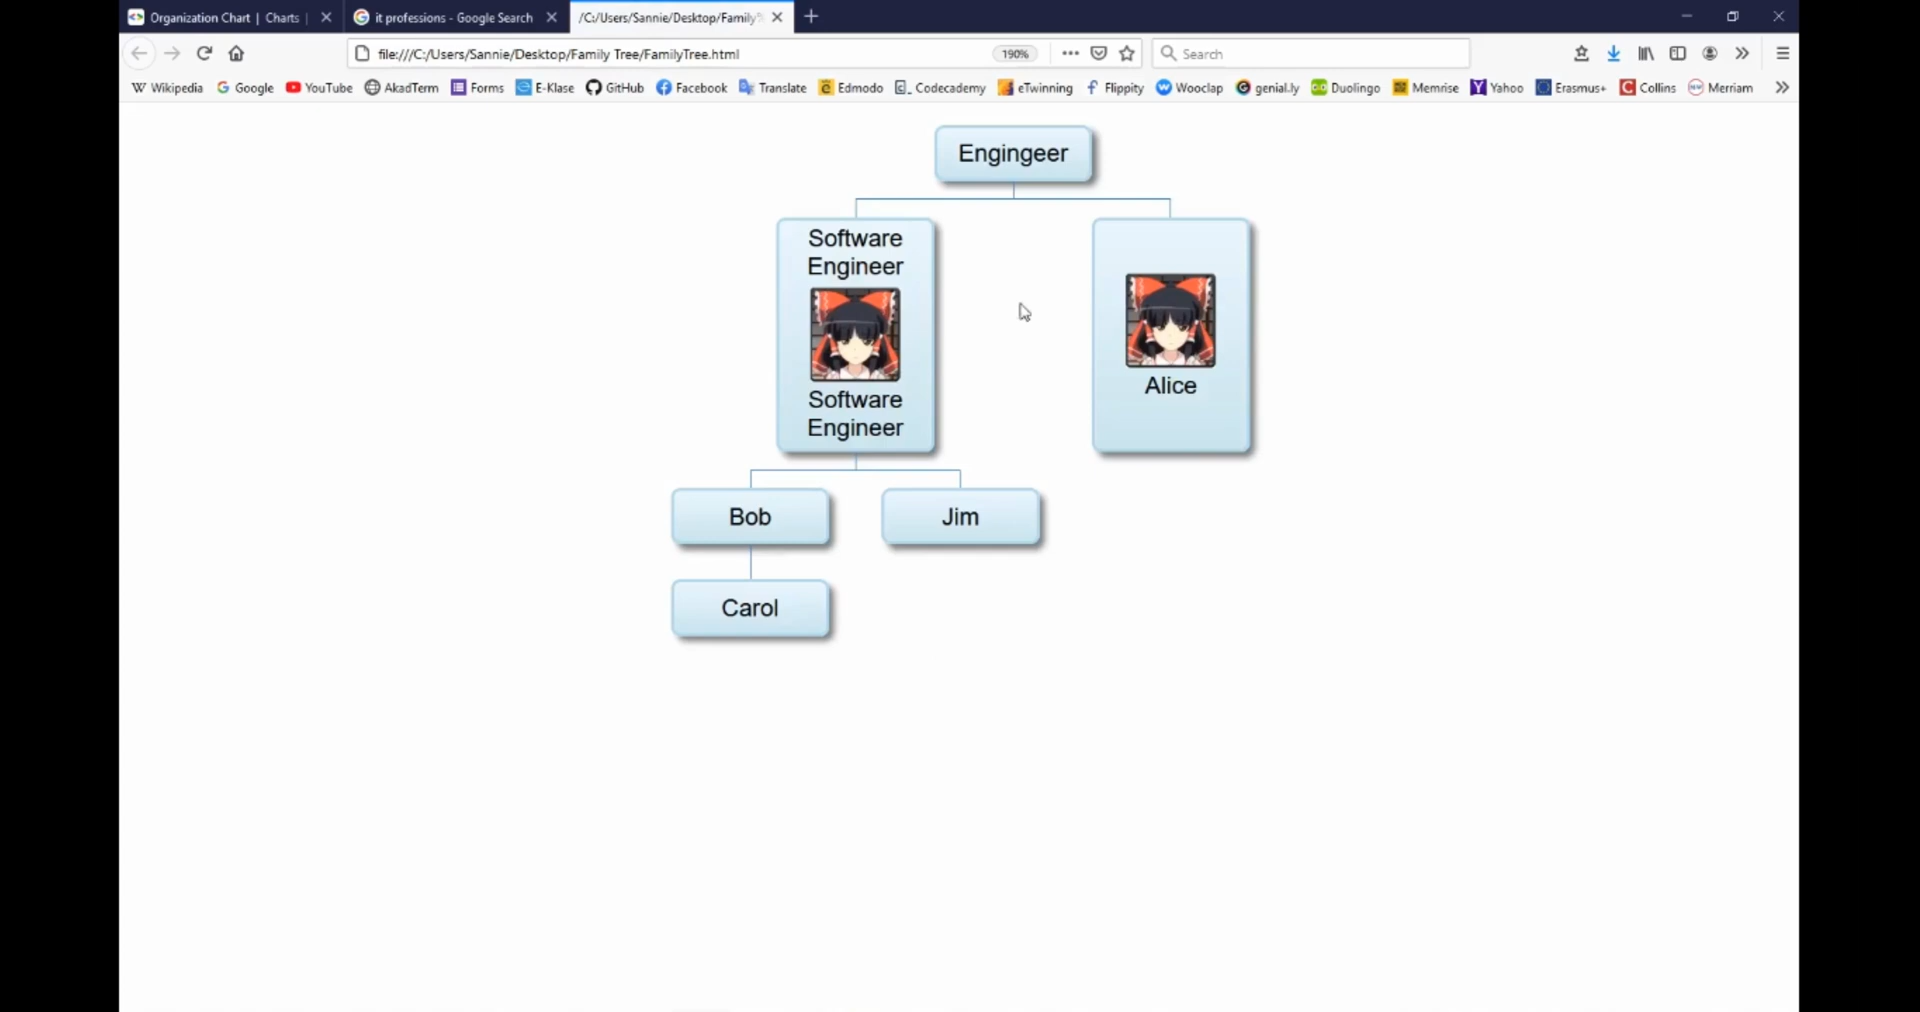 Organization Chart | Charts |
it professions - Google Search
/C:/Users/Sannie/Desktop/Family%
file:///C:/Users/Sannie/Desktop/Family Tree/FamilyTree.html
190%
Search
Wikipedia
Google
YouTube
AkadTerm
Forms
E-Klase
GitHub
Facebook
Translate
Edmodo
Codecademy
eTwinning
Flippity
Wooclap
genial.ly
Duolingo
Memrise
Yahoo
Erasmus+
Collins
Merriam
Engingeer
Software
Engineer
Software
Engineer
Alice
Bob
Jim
Carol